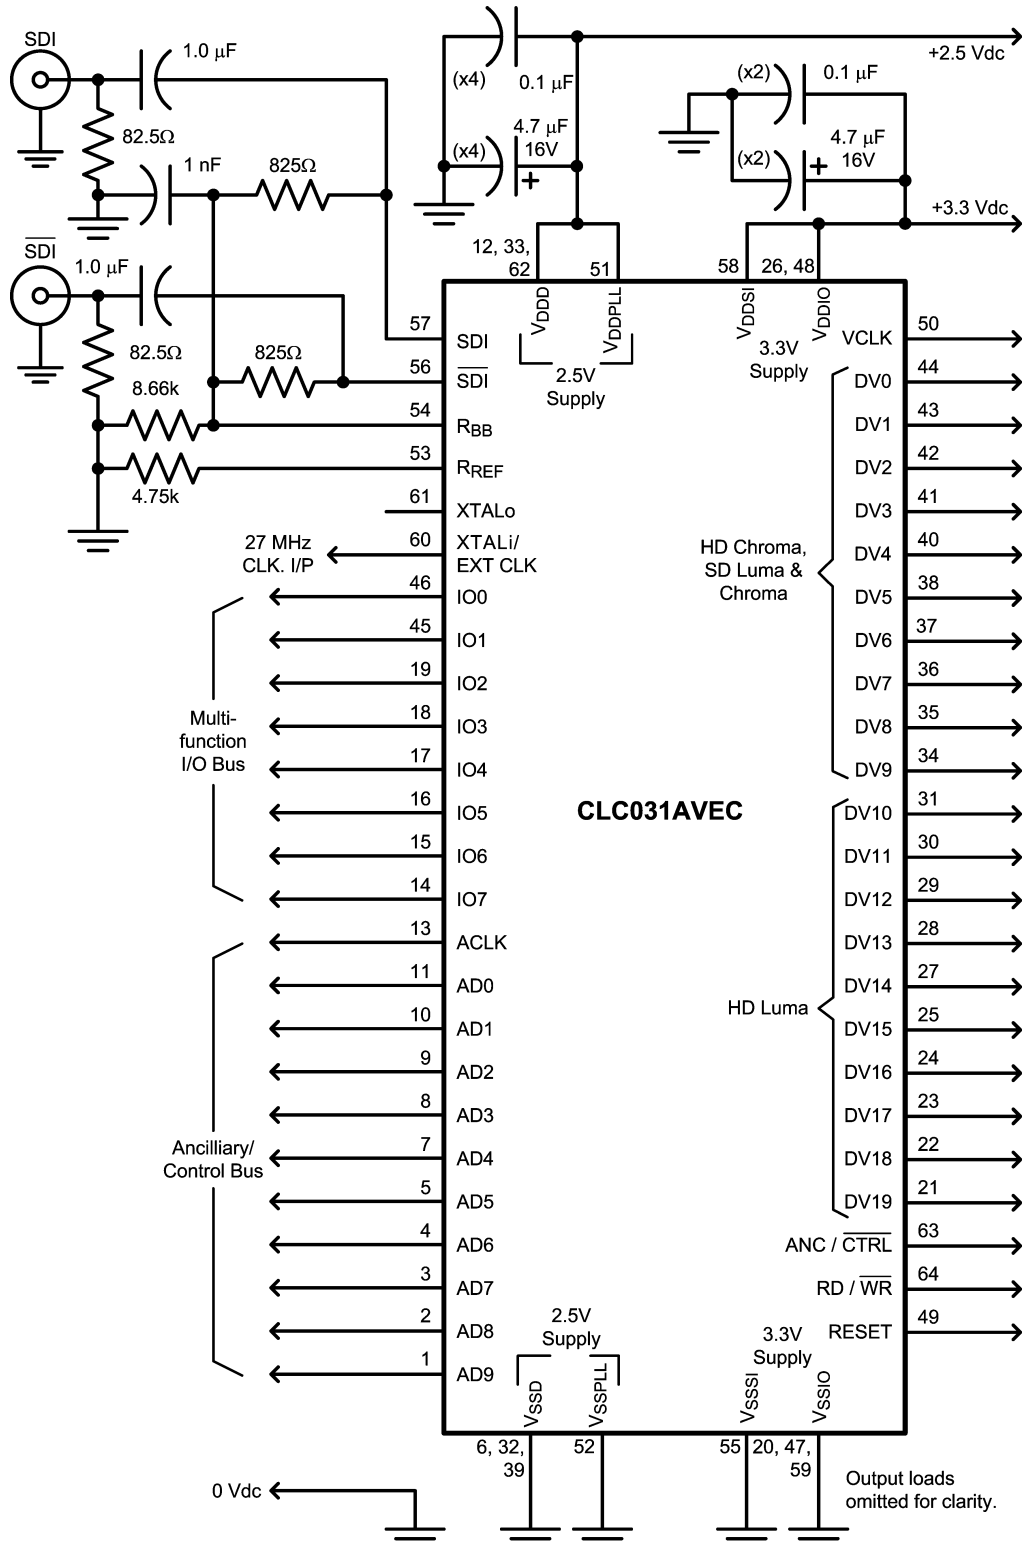 SDI
1.0 μF
82.5Ω
1 nF
825Ω
SDI
1.0 μF
82.5Ω
825Ω
8.66k
4.75k
(x4)
0.1 μF
+2.5 Vdc
(x4)
4.7 μF
16V
+
(x2)
0.1 μF
(x2)
4.7 μF
16V
+
+3.3 Vdc
12, 33,
62
51
58
26, 48
VDDD
VDDPLL
VDDSI
VDDIO
2.5V
Supply
3.3V
Supply
57
SDI
56
SDI
54
RBB
53
RREF
61
XTALo
27 MHz
CLK. I/P
60
XTALi/
EXT CLK
46
IO0
45
IO1
19
IO2
18
IO3
17
IO4
16
IO5
15
IO6
14
IO7
Multi-
function
I/O Bus
13
ACLK
11
AD0
10
AD1
9
AD2
8
AD3
7
AD4
5
AD5
4
AD6
3
AD7
2
AD8
1
AD9
Ancilliary/
Control Bus
CLC031AVEC
VCLK
50
DV0
44
DV1
43
DV2
42
DV3
41
DV4
40
DV5
38
DV6
37
DV7
36
DV8
35
DV9
34
HD Chroma,
SD Luma &
Chroma
DV10
31
DV11
30
DV12
29
DV13
28
DV14
27
DV15
25
DV16
24
DV17
23
DV18
22
DV19
21
HD Luma
ANC / CTRL
63
RD / WR
64
RESET
49
2.5V
Supply
3.3V
Supply
VSSD
VSSPLL
VSSSI
VSSIO
6, 32,
39
52
55
20, 47,
59
0 Vdc
Output loads
omitted for clarity.